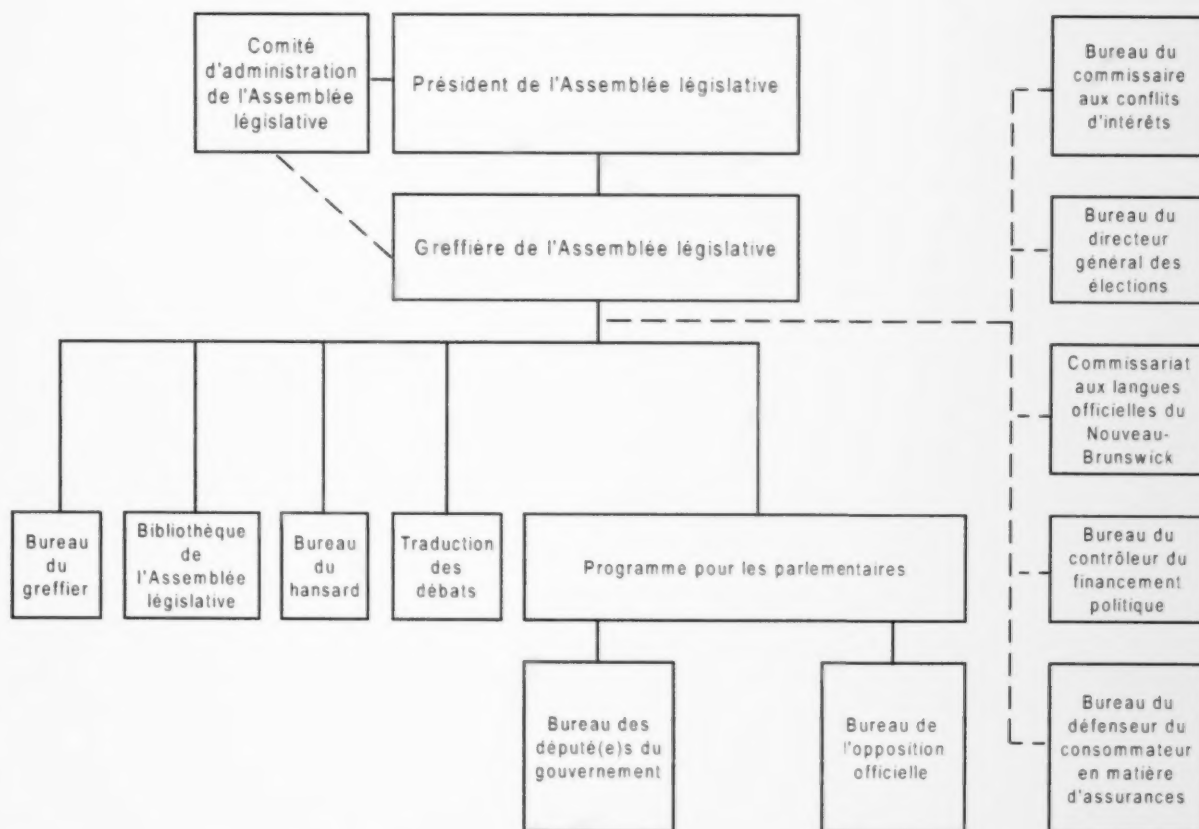 Comité
d'administration
de l'Assemblée
législative
Président de l'Assemblée législative
Greffière de l'Assemblée législative
Bureau
du
greffier
Bibliothèque
de
l'Assemblée
législative
Bureau
du
hansard
Traduction
des
débats
Programme pour les parlementaires
Bureau des
député(e)s du
gouvernement
Bureau de
l'opposition
officielle
Bureau du
commissaire
aux conflits
d'intérêts
Bureau du
directeur
général des
élections
Commissariat
aux langues
officielles du
Nouveau-
Brunswick
Bureau du
contrôleur du
financement
politique
Bureau du
défenseur du
consommateur
en matière
d'assurances